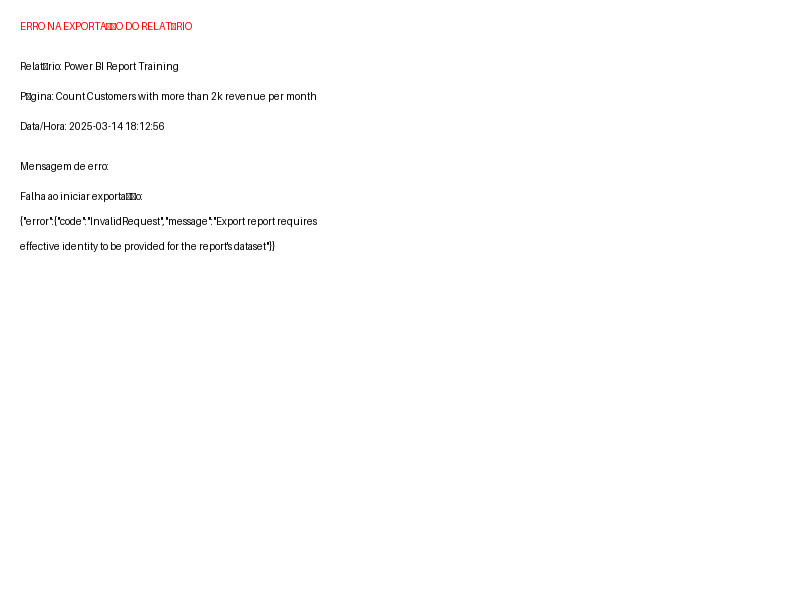 ERRO NA EXPORTA▯▯O DO RELAT▯RIO
Relat▯rio: Power BI Report Training
P▯gina: Count Customers with more than 2k revenue per month
Data/Hora: 2025-03-14 18:12:56
Mensagem de erro:
Falha ao iniciar exporta▯▯o:
{"error":{"code":"InvalidRequest","message":"Export report requires
effective identity to be provided for the report's dataset"}}